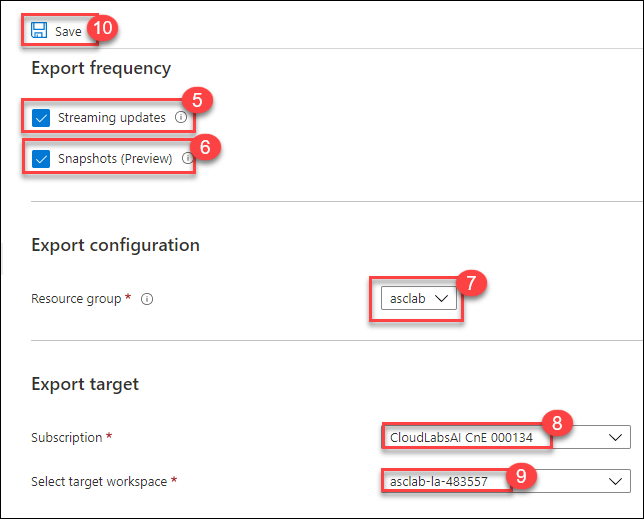 Save 10
Export frequency
5
Streaming updates
6
Snapshots (Preview)
Export configuration
7
Resource group * asclab
Export target
8
Subscription * CloudLabsAI CnE 000134
9
Select target workspace * asclab-la-483557